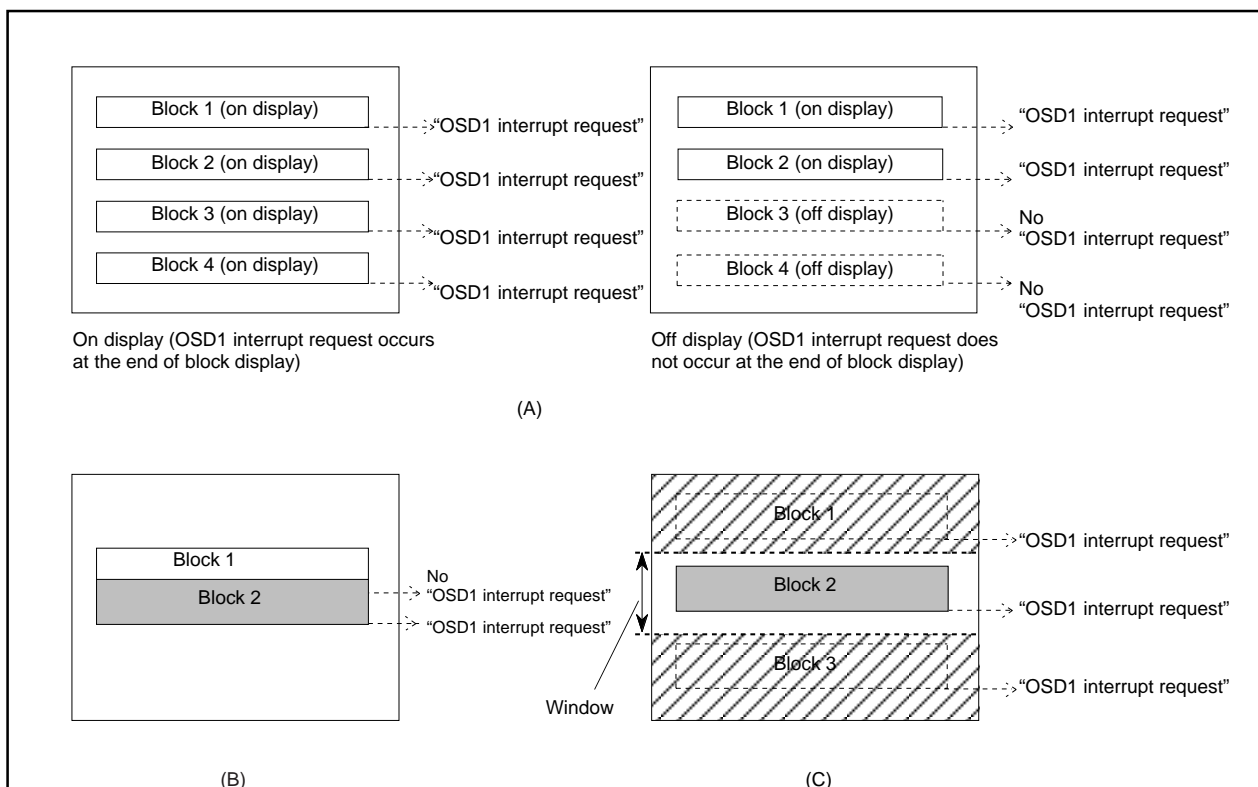 Block 1 (on display)
“OSD1 interrupt request”
Block 2 (on display)
“OSD1 interrupt request”
Block 3 (on display)
“OSD1 interrupt request”
Block 4 (on display)
“OSD1 interrupt request”
On display (OSD1 interrupt request occurs
at the end of block display)
Block 1 (on display)
“OSD1 interrupt request”
Block 2 (on display)
“OSD1 interrupt request”
Block 3 (off display)
No
“OSD1 interrupt request”
Block 4 (off display)
No
“OSD1 interrupt request”
Off display (OSD1 interrupt request does
not occur at the end of block display)
(A)
Block 1
Block 2
No
“OSD1 interrupt request”
“OSD1 interrupt request”
(B)
Block 1
“OSD1 interrupt request”
Block 2
“OSD1 interrupt request”
Block 3
“OSD1 interrupt request”
Window
(C)